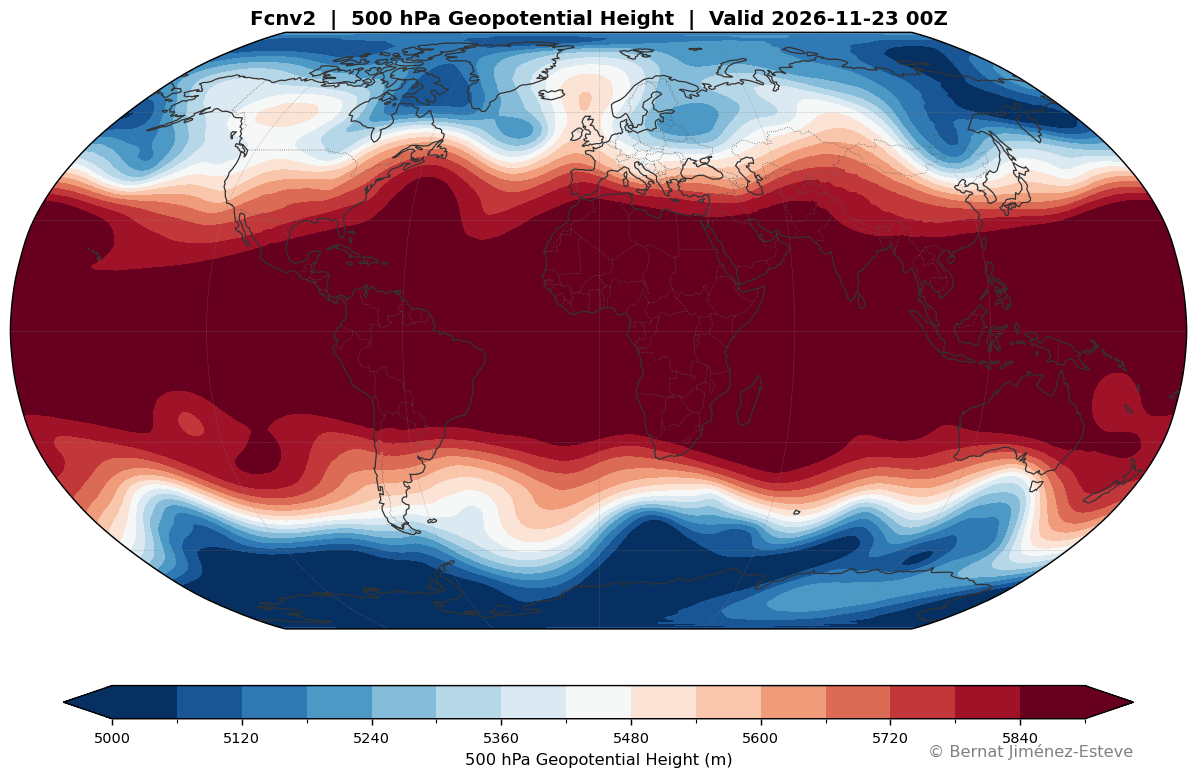 Fcnv2  |  500 hPa Geopotential Height  |  Valid 2026-11-23 00Z
5000 5120 5240 5360 5480 5600 5720 5840
500 hPa Geopotential Height (m)
© Bernat Jiménez-Esteve